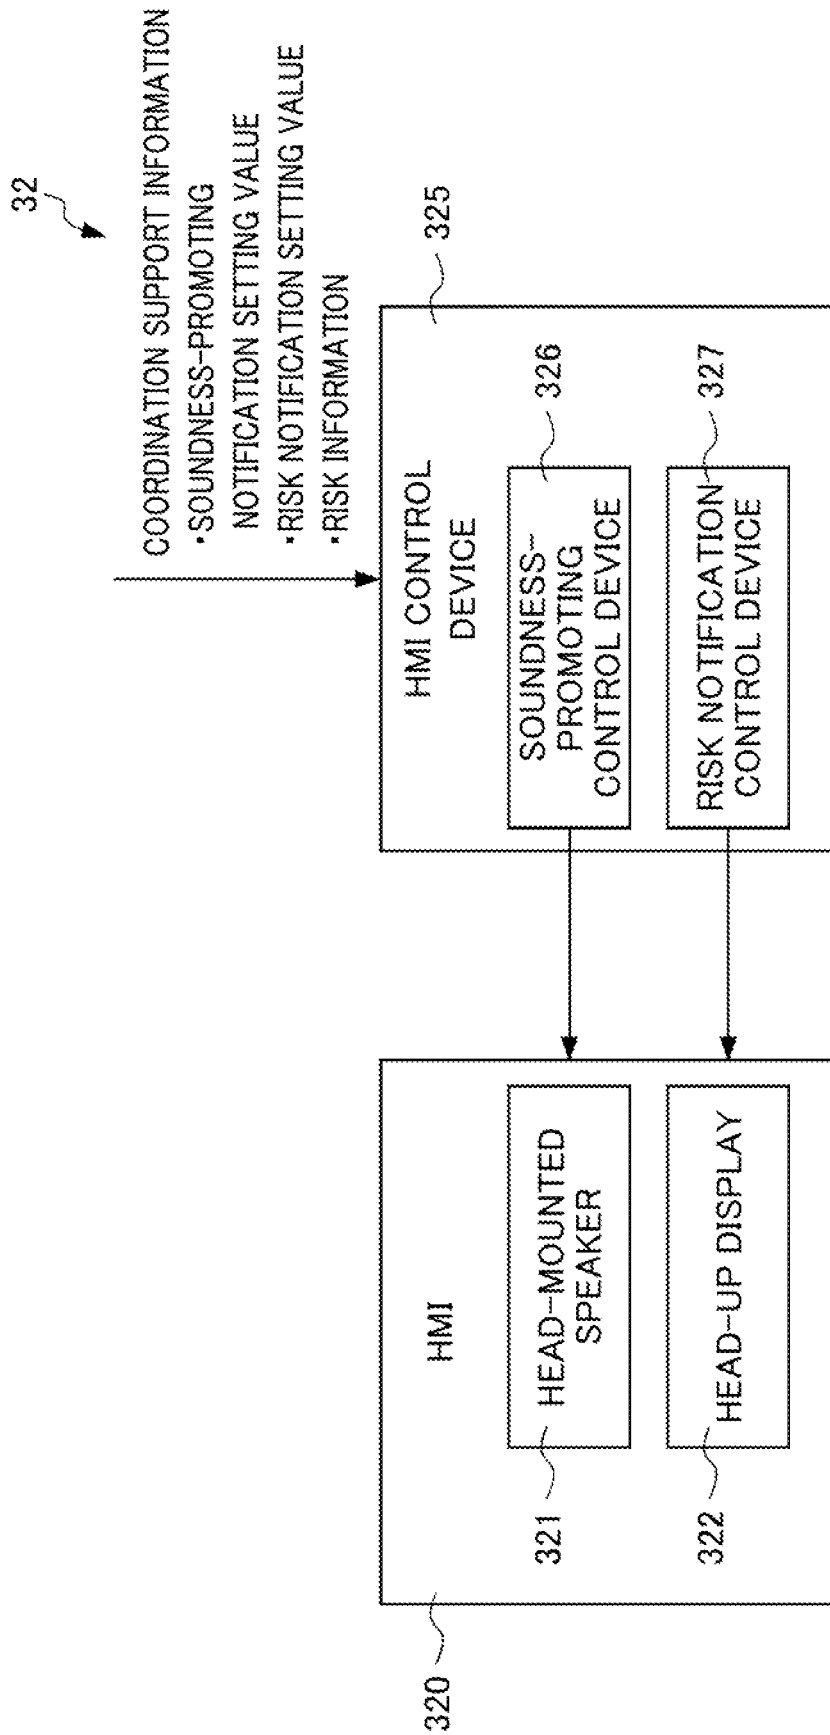 32
COORDINATION SUPPORT INFORMATION
・SOUNDNESS-PROMOTING
NOTIFICATION SETTING VALUE
・RISK NOTIFICATION SETTING VALUE
・RISK INFORMATION
320
HMI
321
HEAD-MOUNTED
SPEAKER
322
HEAD-UP DISPLAY
325
HMI CONTROL
DEVICE
326
SOUNDNESS-
PROMOTING
CONTROL DEVICE
327
RISK NOTIFICATION
CONTROL DEVICE